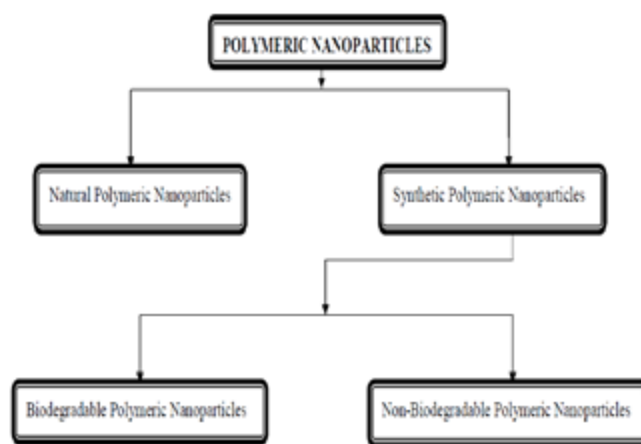 POLYMERIC NANOPARTICLES
Natural Polymeric Nanoparticles
Synthetic Polymeric Nanoparticles
Biodegradable Polymeric Nanoparticles
Non-Biodegradable Polymeric Nanoparticles